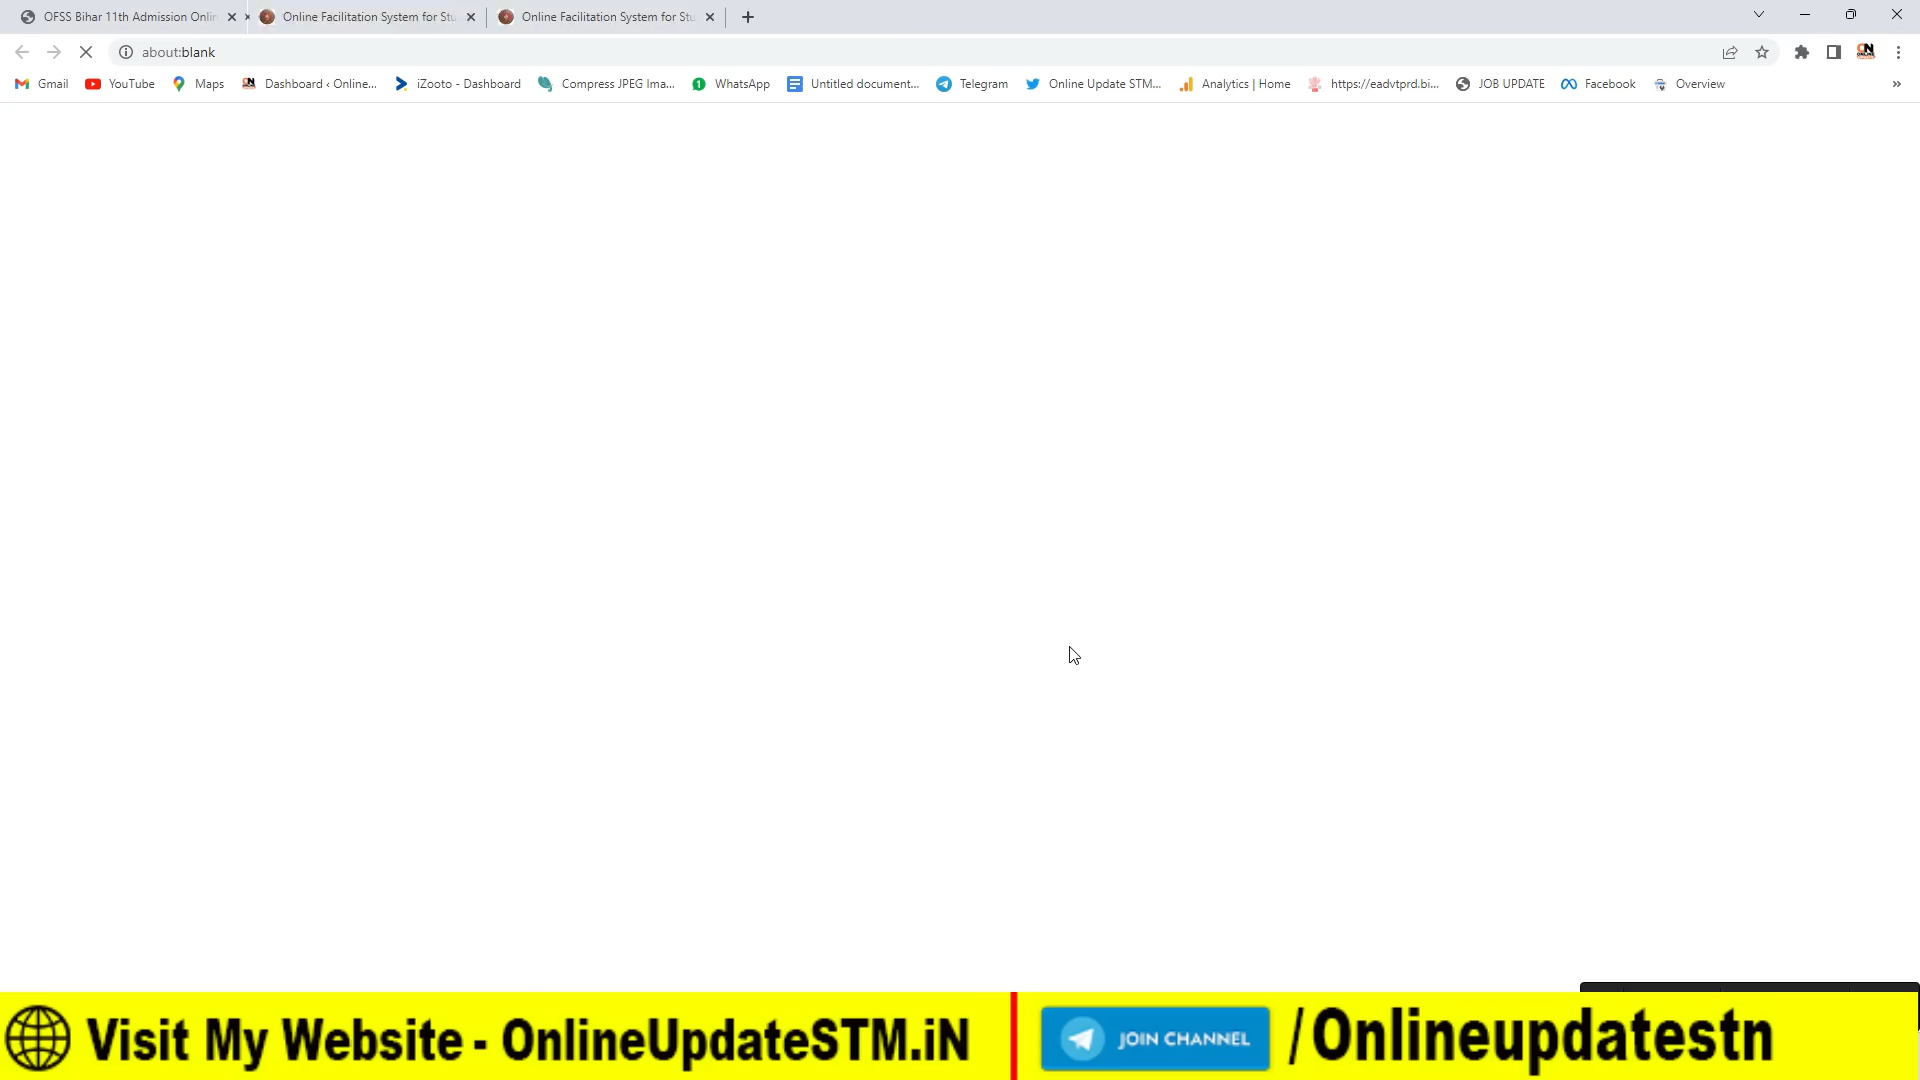 OFSS Bihar 11th Admission Onlin
Online Facilitation System for Stu
Online Facilitation System for Stu
about:blank
Gmail
YouTube
Maps
Dashboard ‹ Online...
iZooto - Dashboard
Compress JPEG Ima...
WhatsApp
Untitled document...
Telegram
Online Update STM...
Analytics | Home
https://eadvtprd.bi...
JOB UPDATE
Facebook
Overview
»
Visit My Website - OnlineUpdateSTM.iN
JOIN CHANNEL
/Onlineupdatestn